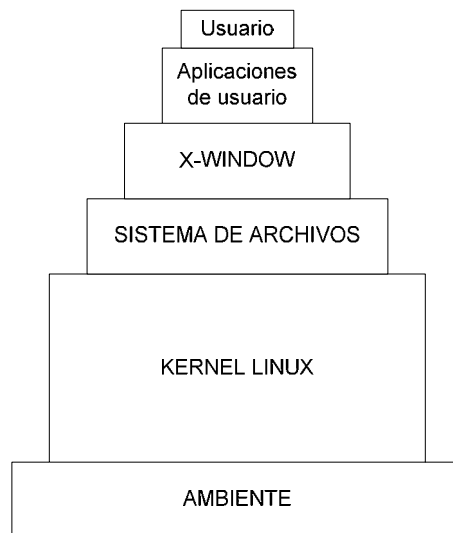 Usuario
Aplicaciones
de usuario
X-WINDOW
SISTEMA DE ARCHIVOS
KERNEL LINUX
AMBIENTE